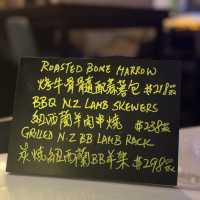 ROASTED BONE MARROW
烤牛骨髓配蒜蓉包 $218
BBQ N.Z LAMB SKEWERS
紐西蘭羊肉串燒 $238
GRILLED N.Z BB LAMB RACK
炭燒紐西蘭BB羊架 $298